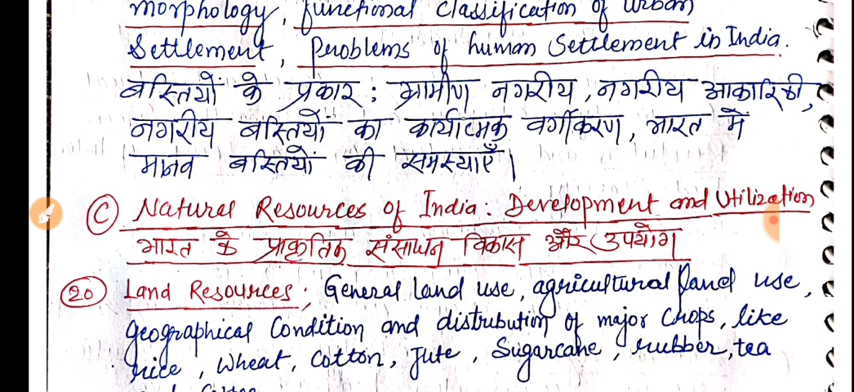 morphology, functional classification of urban
Settlement, problems of human settlement in India.
बस्तियों के प्रकार : ग्रामीण नगरीय, नगरीय आकारिकी,
नगरीय बस्तियों का कार्यात्मक वर्गीकरण, भारत में
मानव बस्तियों की समस्याएँ।
(C) Natural Resources of India: Development and Utilization
भारत के प्राकृतिक संसाधन विकास और उपयोग
(20) Land Resources; General land use, agricultural land use,
geographical Condition and distribution of major Crops, like
rice, Wheat, Cotton, Jute, Sugarcane, rubber, tea